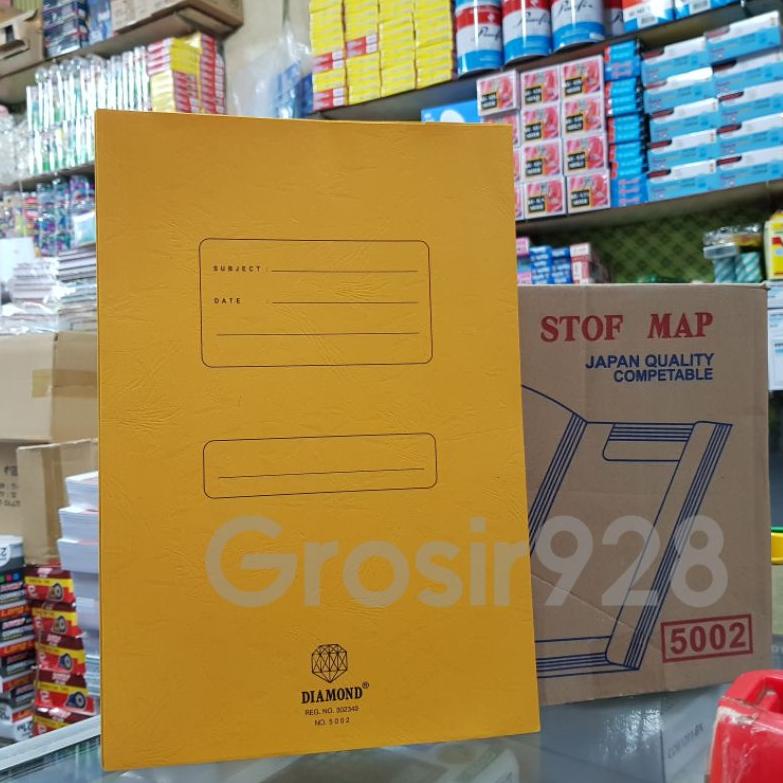 SUBJECT :
DATE :
DIAMOND®
REG. NO. 302349
NO. 5002
STOF MAP
JAPAN QUALITY
COMPETABLE
5002
Grosir928